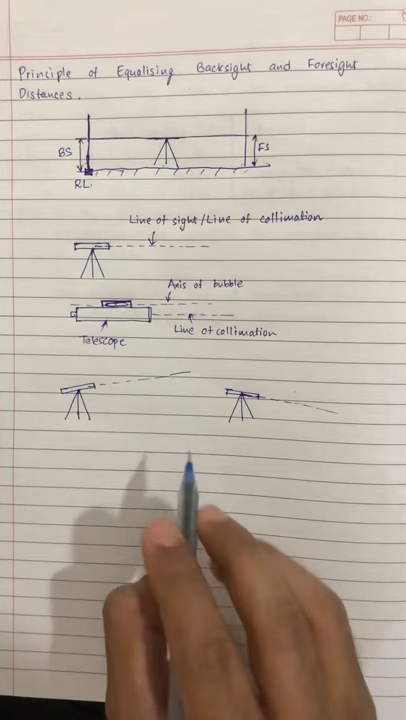 PAGE NO.:
Principle of Equalising Backsight and Foresight
Distances.
BS
FS
R.L.
Line of sight/Line of collimation
Axis of bubble
Line of collimation
Telescope